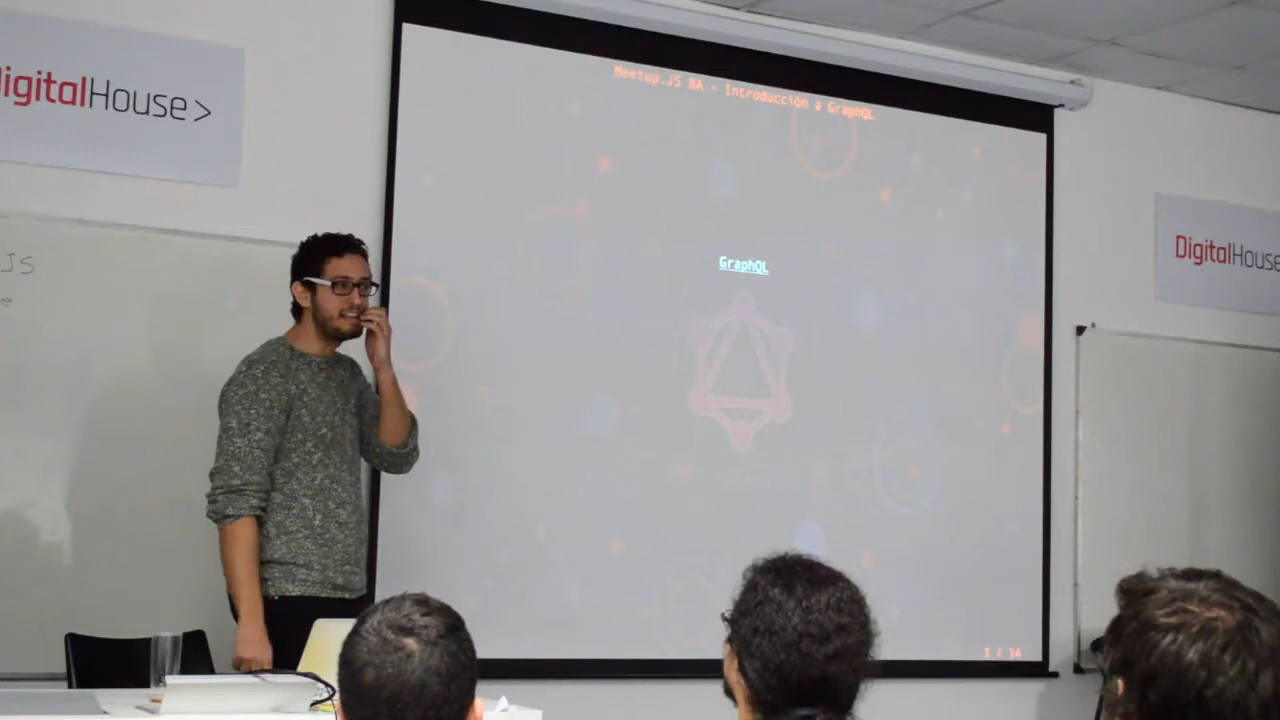 DigitalHouse>
Meetup.JS BA - Introducción a GraphQL
GraphQL
DigitalHouse
JS
e
1 / 14